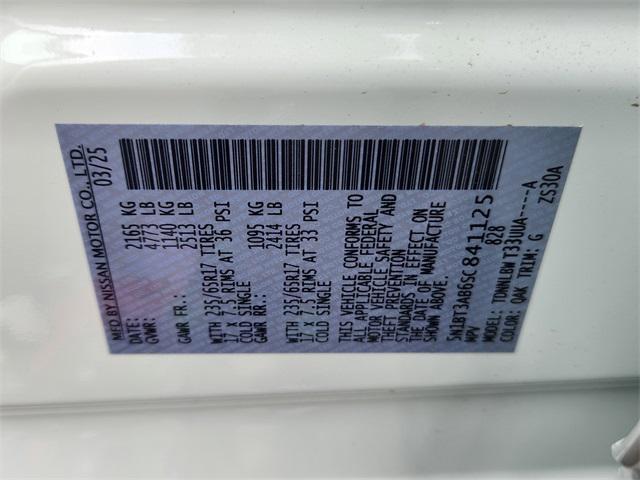 MFD BY NISSAN MOTOR CO., LTD.
DATE: 03/25
GVWR: 2165 KG
4773 LB
GAWR FR.: 1140 KG
2513 LB
WITH 235/65R17 TIRES
17 X 7.5 RIMS AT 36 PSI
COLD SINGLE
GAWR RR.: 1095 KG
2414 LB
WITH 235/65R17 TIRES
17 X 7.5 RIMS AT 33 PSI
COLD SINGLE
THIS VEHICLE CONFORMS TO
ALL APPLICABLE FEDERAL
MOTOR VEHICLE SAFETY AND
THEFT PREVENTION
STANDARDS IN EFFECT ON
THE DATE OF MANUFACTURE
SHOWN ABOVE.
5N1BT3AB6SC841125
MPV 828
MODEL: TDWNLBWT33UUA----A
COLOR: QAK TRIM: G ZS30A